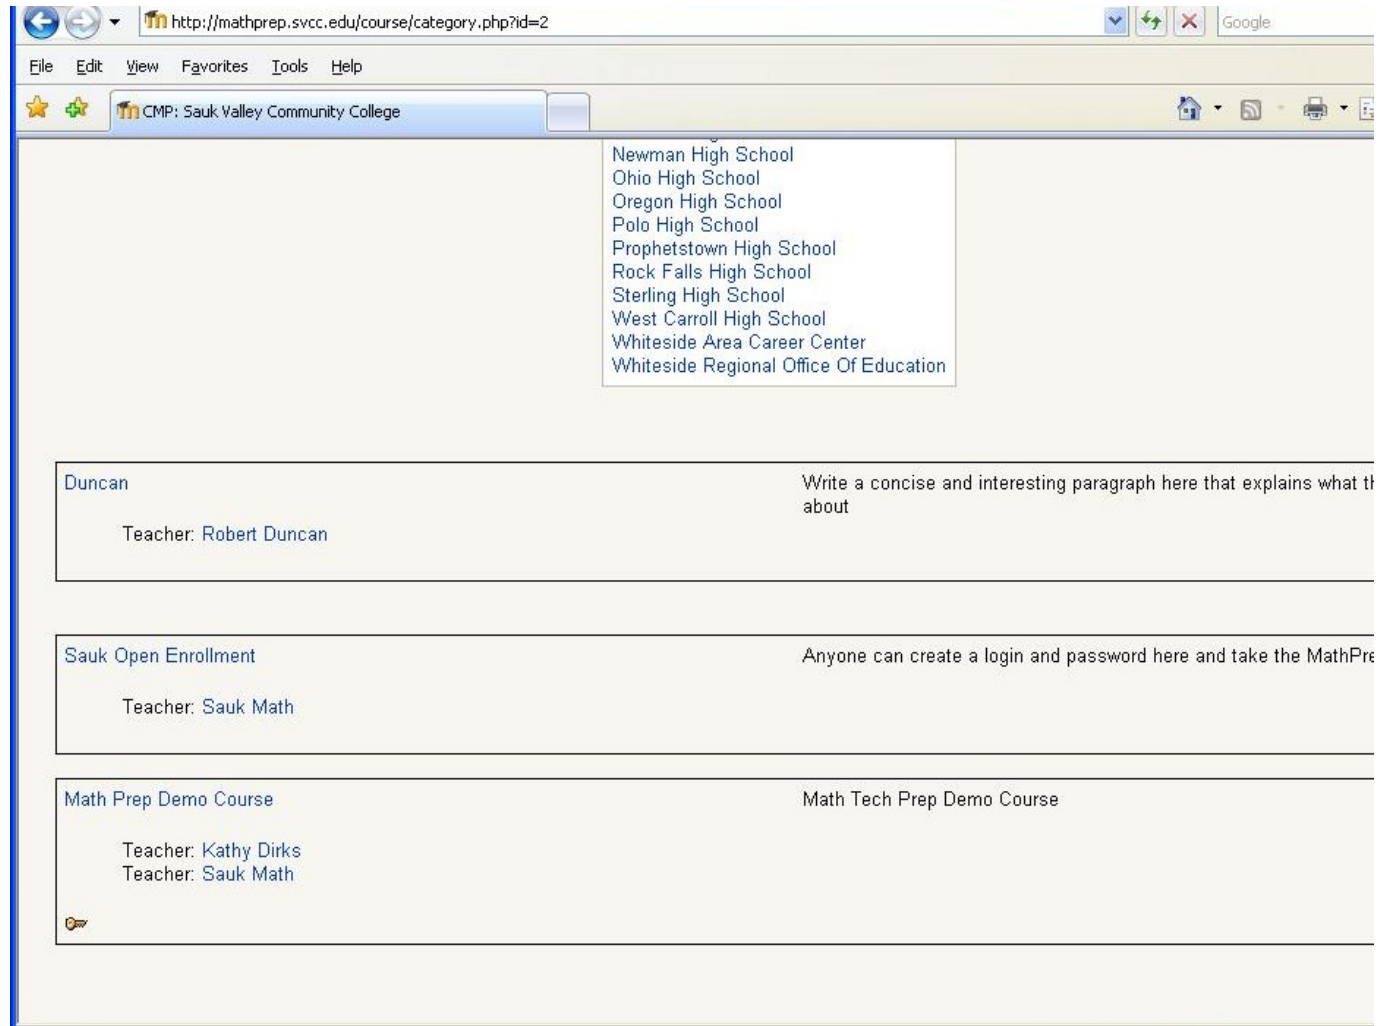 http://mathprep.svcc.edu/course/category.php?id=2
Google
File Edit View Favorites Tools Help
CMP: Sauk Valley Community College
Newman High School
Ohio High School
Oregon High School
Polo High School
Prophetstown High School
Rock Falls High School
Sterling High School
West Carroll High School
Whiteside Area Career Center
Whiteside Regional Office Of Education
Duncan
Write a concise and interesting paragraph here that explains what
about
Teacher: Robert Duncan
Sauk Open Enrollment
Anyone can create a login and password here and take the
Teacher: Sauk Math
Math Prep Demo Course
Math Tech Prep Demo Course
Teacher: Kathy Dirks
Teacher: Sauk Math